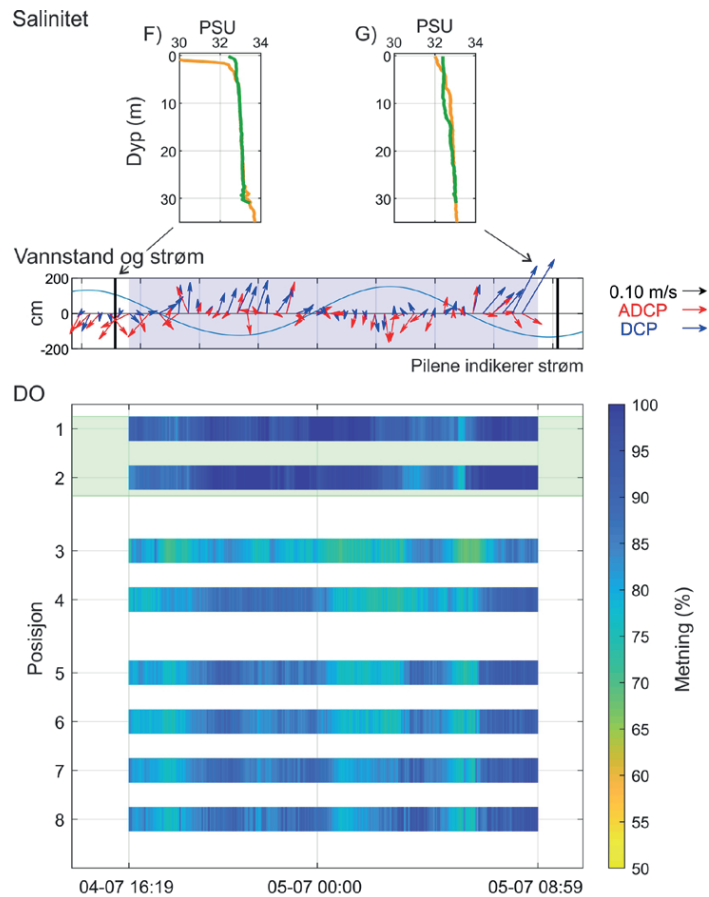 Salinitet
F) PSU
30 32 34
G) PSU
30 32 34
Dyp (m)
0
10
20
30
0
10
20
30
Vannstand og strøm
cm
200
0
-200
0.10 m/s
ADCP
DCP
Pilene indikerer strøm
DO
Posisjon
1
2
3
4
5
6
7
8
04-07 16:19 05-07 00:00 05-07 08:59
100
95
90
85
80
75
70
65
60
55
50
Metning (%)